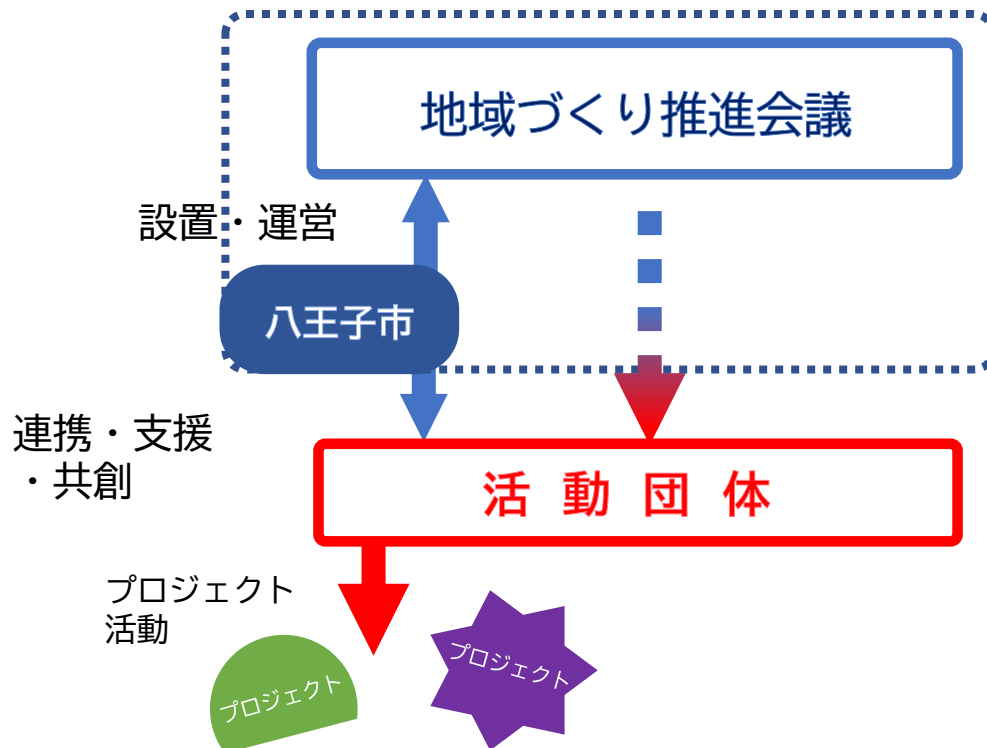 地域づくり推進会議
設置・運営
八王子市
連携・支援
・共創
活動団体
プロジェクト
活動
プロジェクト
プロジェクト